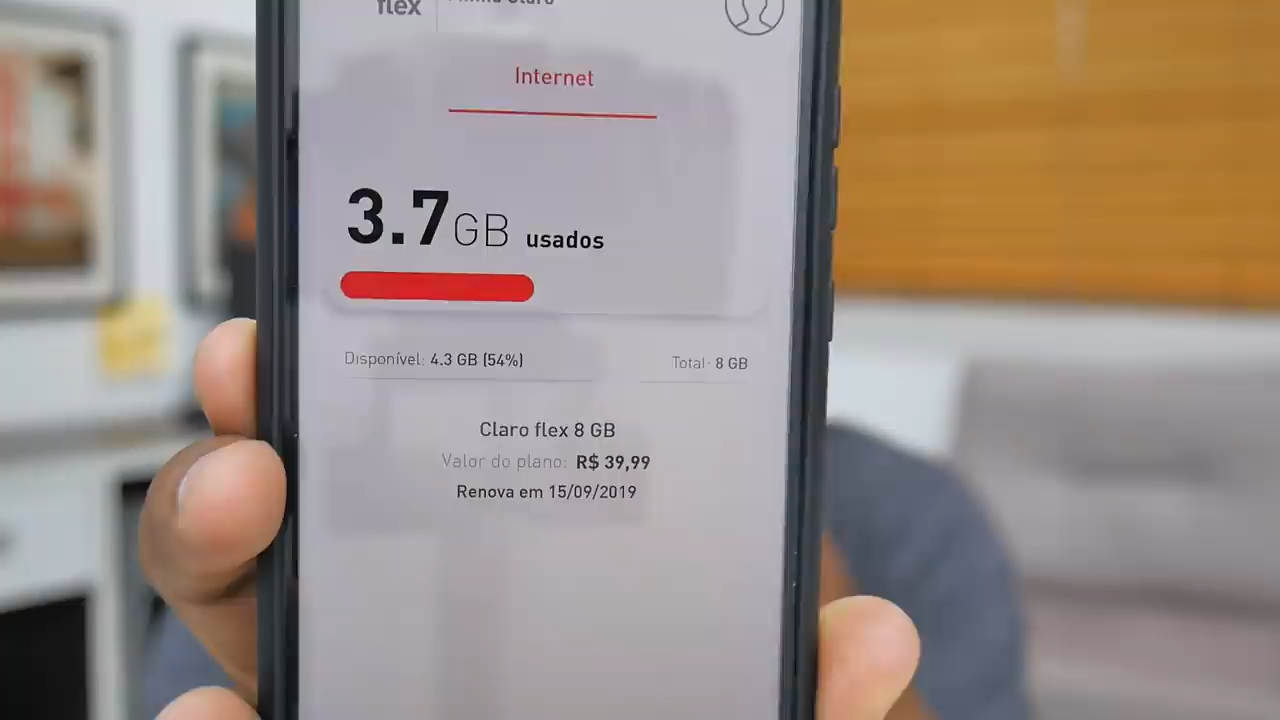 flex
Internet
3.7GB usados
Disponível: 4.3 GB (54%)
Total: 8 GB
Claro flex 8 GB
Valor do plano: R$ 39,99
Renova em 15/09/2019